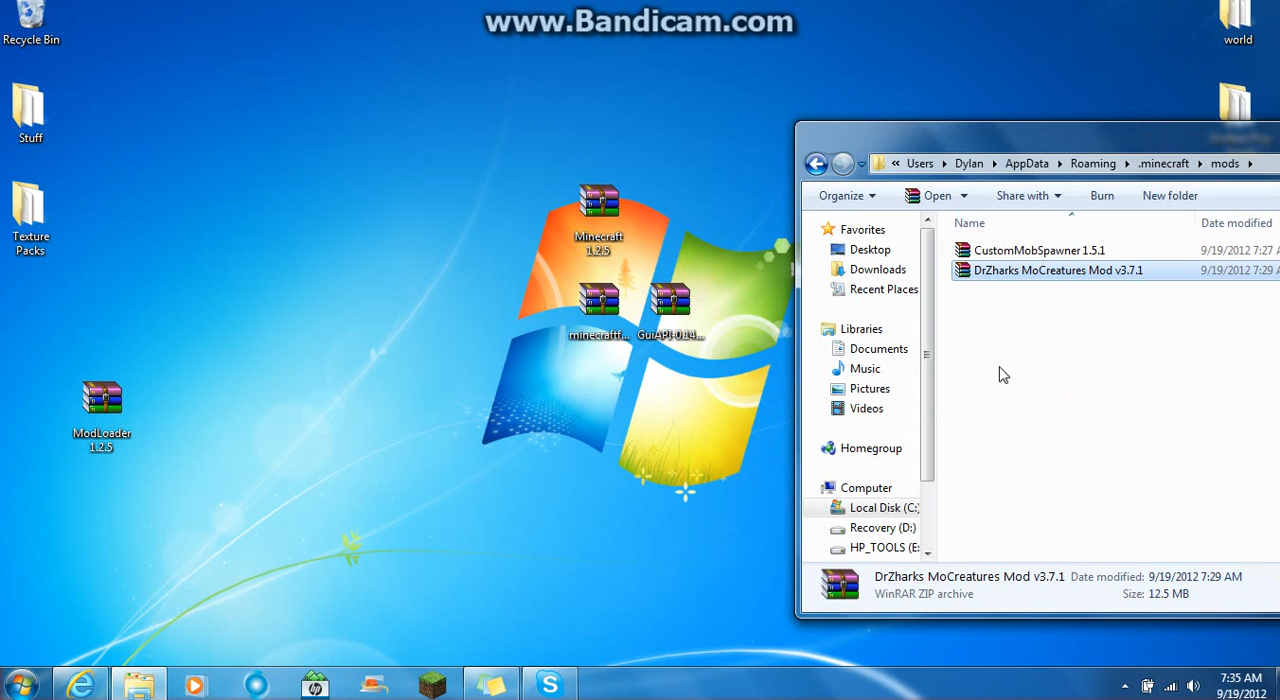 www.Bandicam.com
Recycle Bin
world
Stuff
Texture
Packs
Minecraft
1.2.5
minecraftf...
GuiAPI-0.14...
ModLoader
1.2.5
« Users Dylan AppData Roaming .minecraft mods
Organize Open Share with Burn New folder
Name Date modified
Favorites
Desktop
Downloads
Recent Places
Libraries
Documents
Music
Pictures
Videos
Homegroup
Computer
Local Disk (C:)
Recovery (D:)
HP_TOOLS (E:
CustomMobSpawner 1.5.1 9/19/2012 7:27 A
DrZharks MoCreatures Mod v3.7.1 9/19/2012 7:29 A
DrZharks MoCreatures Mod v3.7.1 Date modified: 9/19/2012 7:29 AM
WinRAR ZIP archive Size: 12.5 MB
7:35 AM
9/19/2012